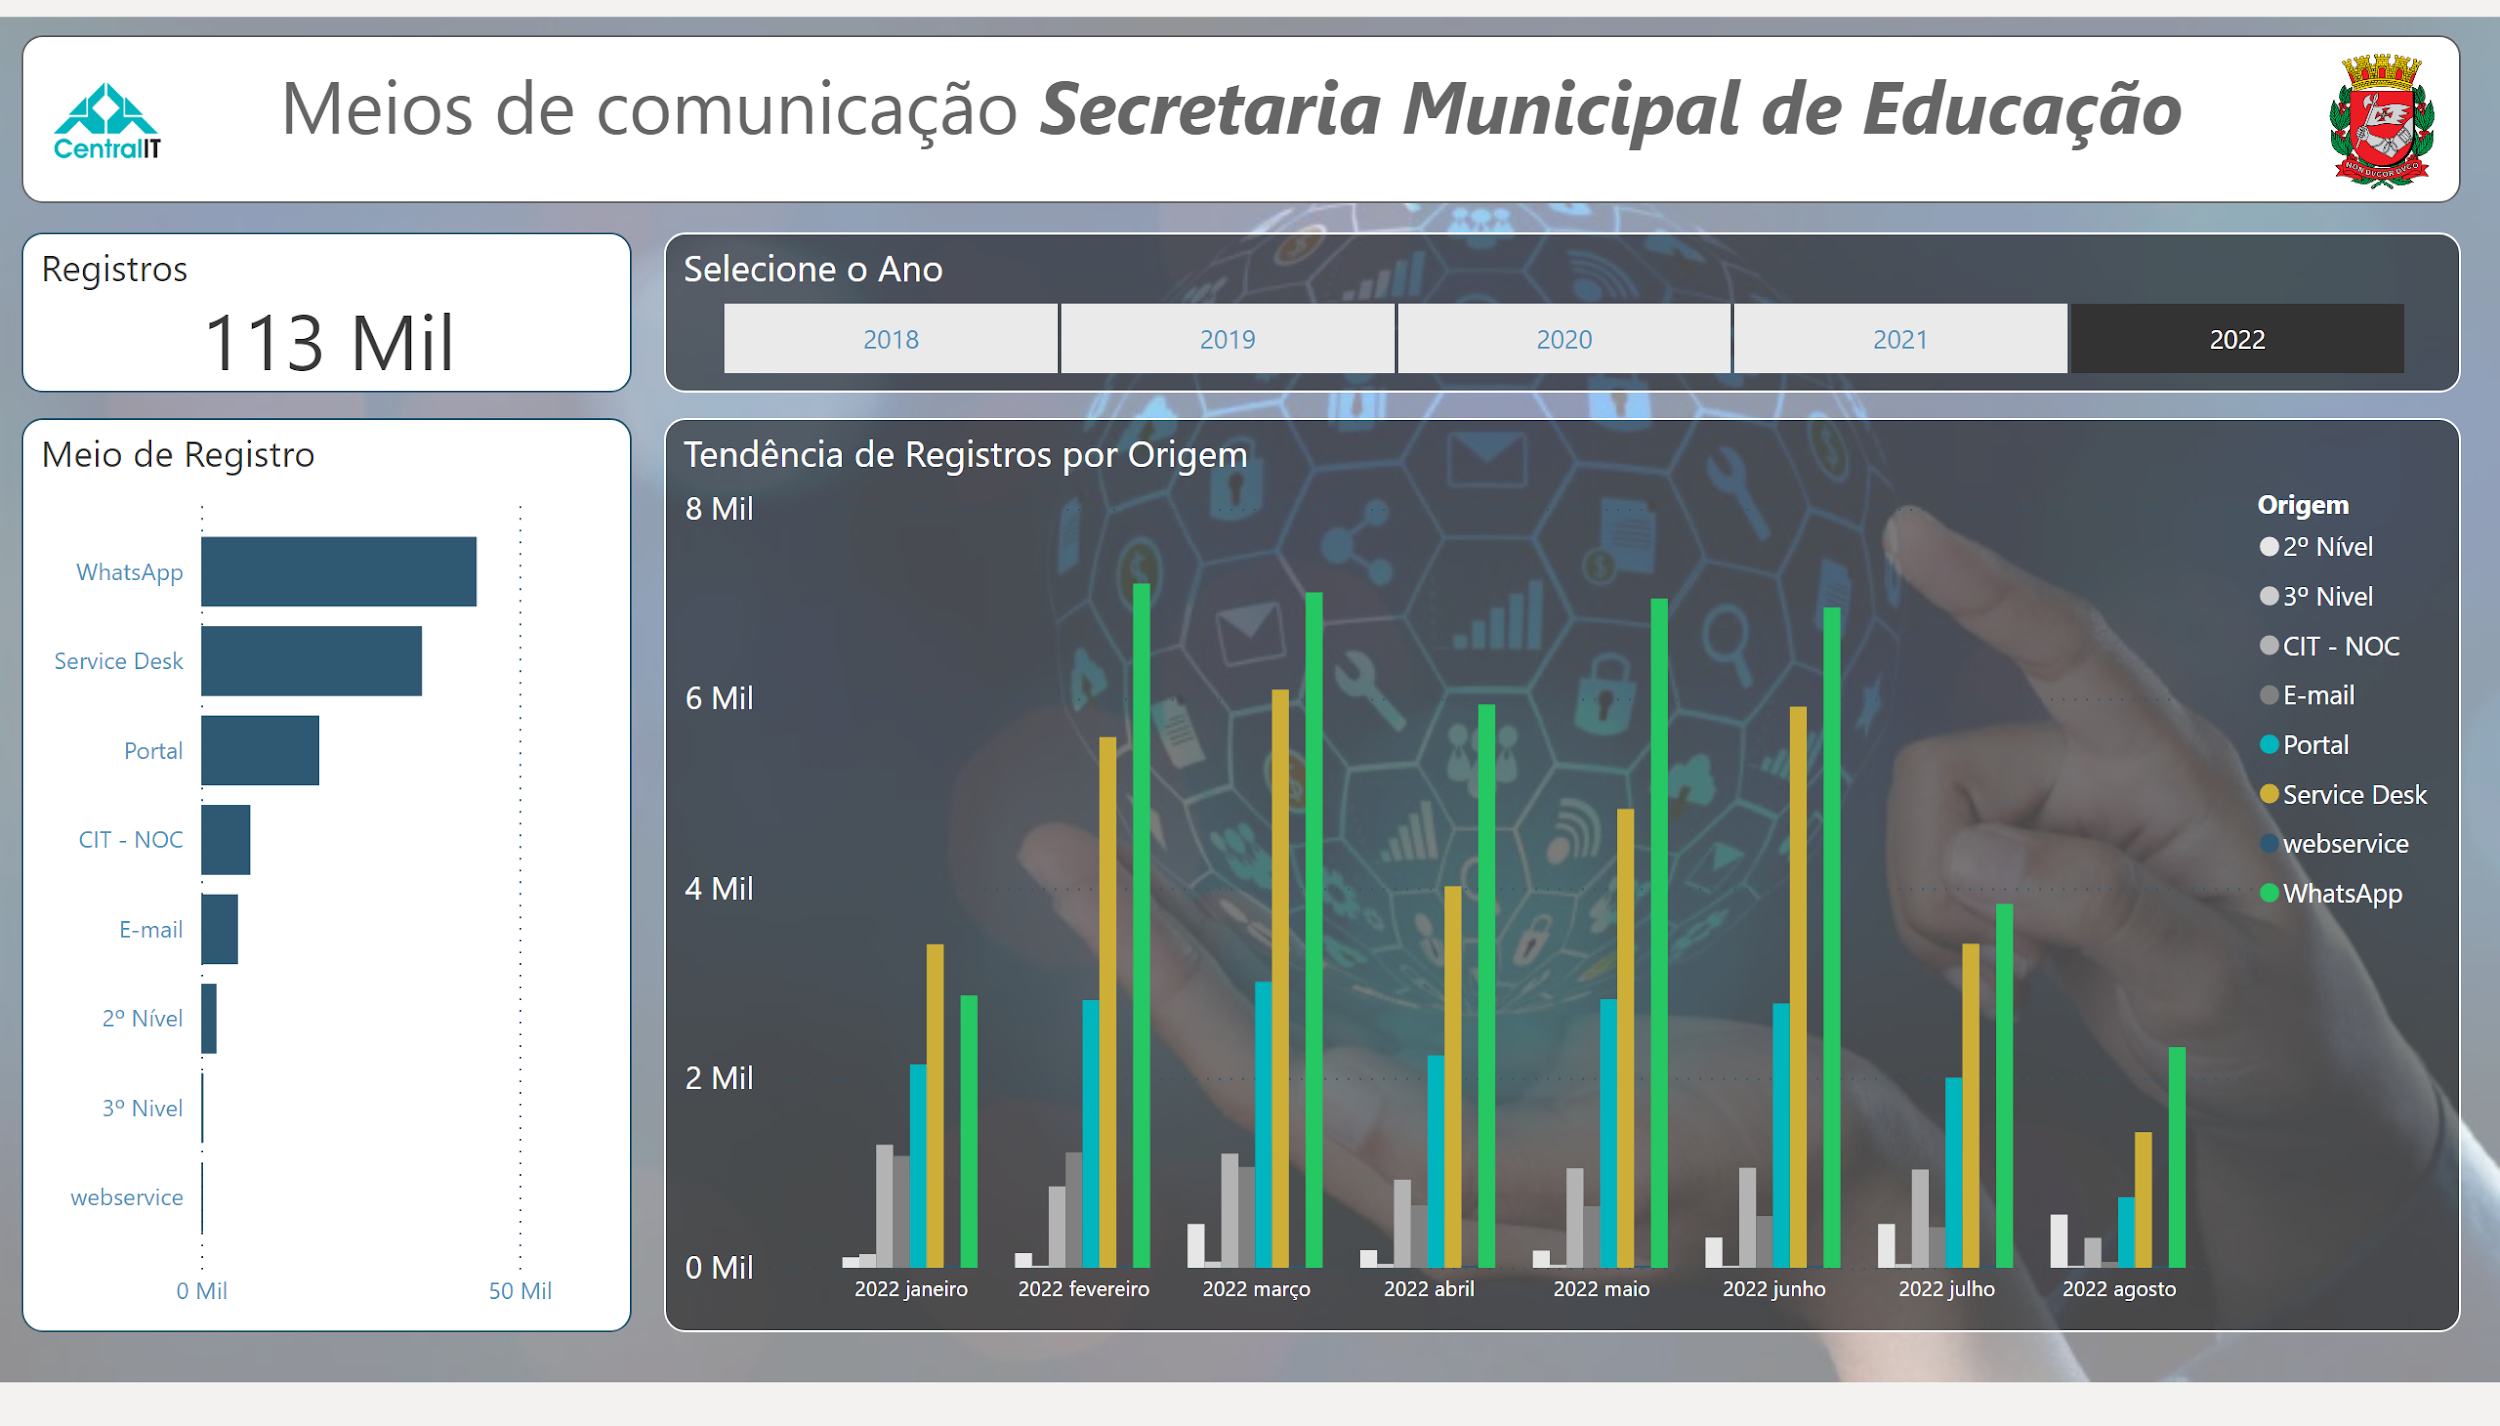 CentralIT
Meios de comunicação Secretaria Municipal de Educação
NON DVCOR DVCO
Registros
113 Mil
Selecione o Ano
2018 2019 2020 2021 2022
Meio de Registro
WhatsApp
Service Desk
Portal
CIT - NOC
E-mail
2º Nível
3º Nivel
webservice
0 Mil 50 Mil
Tendência de Registros por Origem
8 Mil
6 Mil
4 Mil
2 Mil
0 Mil
2022 janeiro 2022 fevereiro 2022 março 2022 abril 2022 maio 2022 junho 2022 julho 2022 agosto
Origem
2º Nível
3º Nivel
CIT - NOC
E-mail
Portal
Service Desk
webservice
WhatsApp